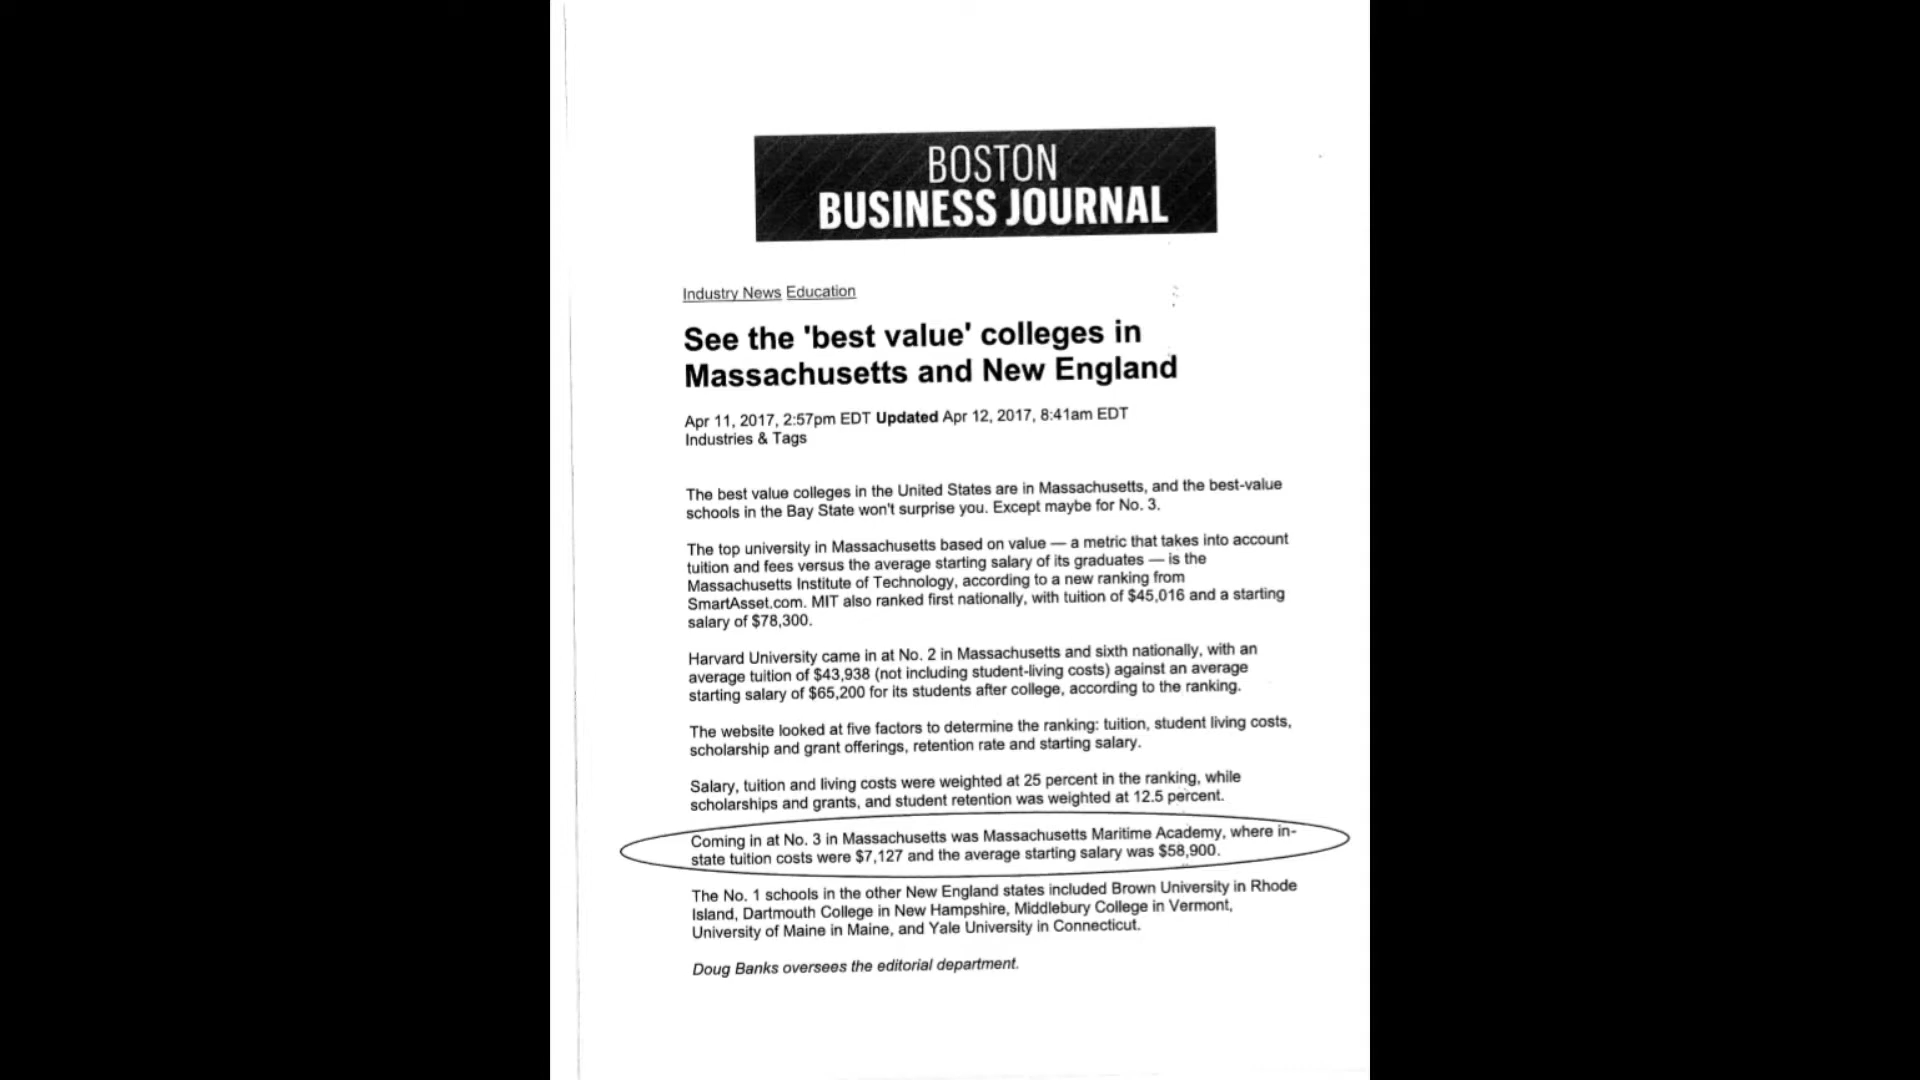 BOSTON
BUSINESS JOURNAL
Industry News Education
See the 'best value' colleges in
Massachusetts and New England
Apr 11, 2017, 2:57pm EDT Updated Apr 12, 2017, 8:41am EDT
Industries & Tags
The best value colleges in the United States are in Massachusetts, and the best-value
schools in the Bay State won't surprise you. Except maybe for No. 3.
The top university in Massachusetts based on value — a metric that takes into account
tuition and fees versus the average starting salary of its graduates — is the
Massachusetts Institute of Technology, according to a new ranking from
SmartAsset.com. MIT also ranked first nationally, with tuition of $45,016 and a starting
salary of $78,300.
Harvard University came in at No. 2 in Massachusetts and sixth nationally, with an
average tuition of $43,938 (not including student-living costs) against an average
starting salary of $65,200 for its students after college, according to the ranking.
The website looked at five factors to determine the ranking: tuition, student living costs,
scholarship and grant offerings, retention rate and starting salary.
Salary, tuition and living costs were weighted at 25 percent in the ranking, while
scholarships and grants, and student retention was weighted at 12.5 percent.
Coming in at No. 3 in Massachusetts was Massachusetts Maritime Academy, where in-
state tuition costs were $7,127 and the average starting salary was $58,900.
The No. 1 schools in the other New England states included Brown University in Rhode
Island, Dartmouth College in New Hampshire, Middlebury College in Vermont,
University of Maine in Maine, and Yale University in Connecticut.
Doug Banks oversees the editorial department.